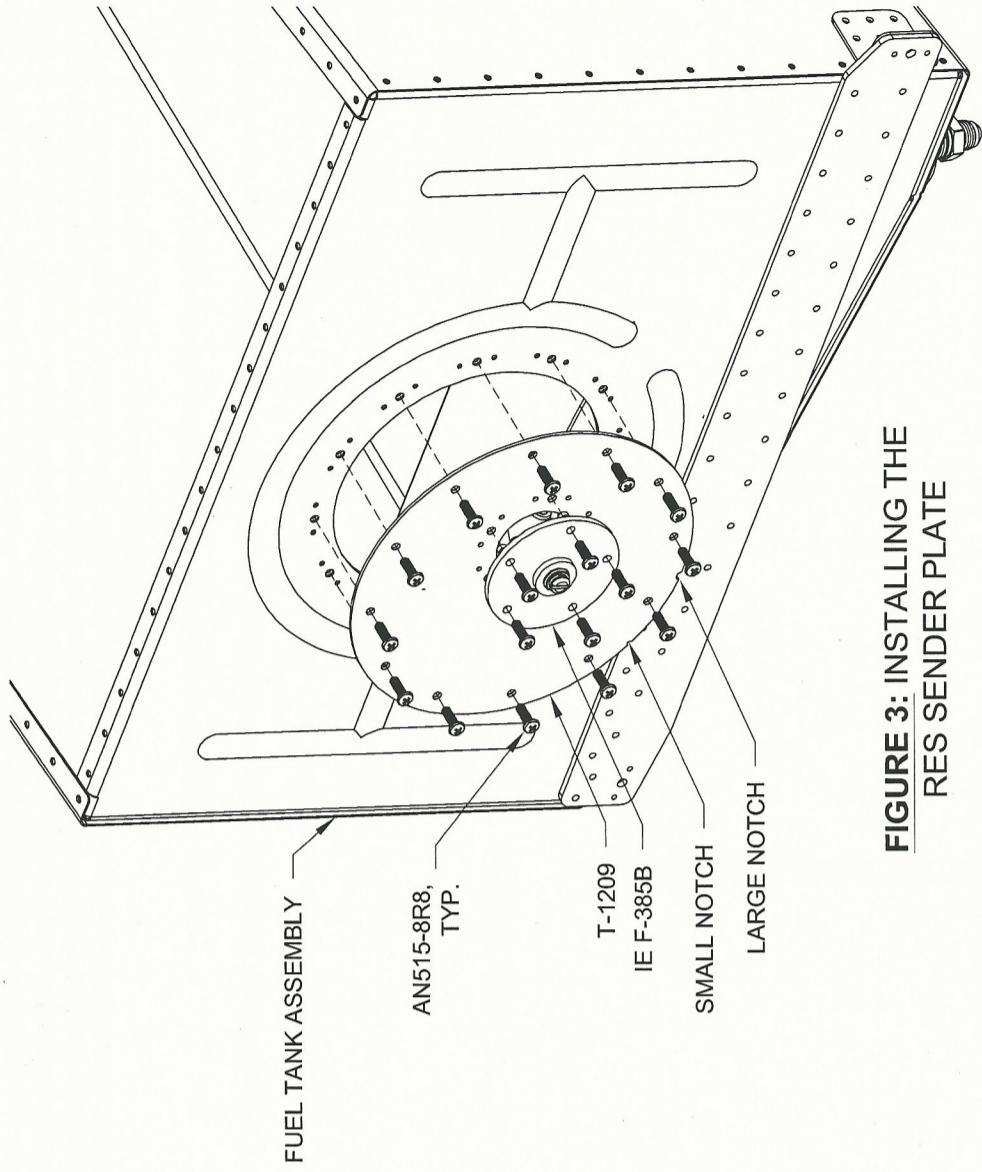 FUEL TANK ASSEMBLY
AN515-8R8,
TYP.
T-1209
IE F-385B
SMALL NOTCH
LARGE NOTCH
FIGURE 3: INSTALLING THE
RES SENDER PLATE